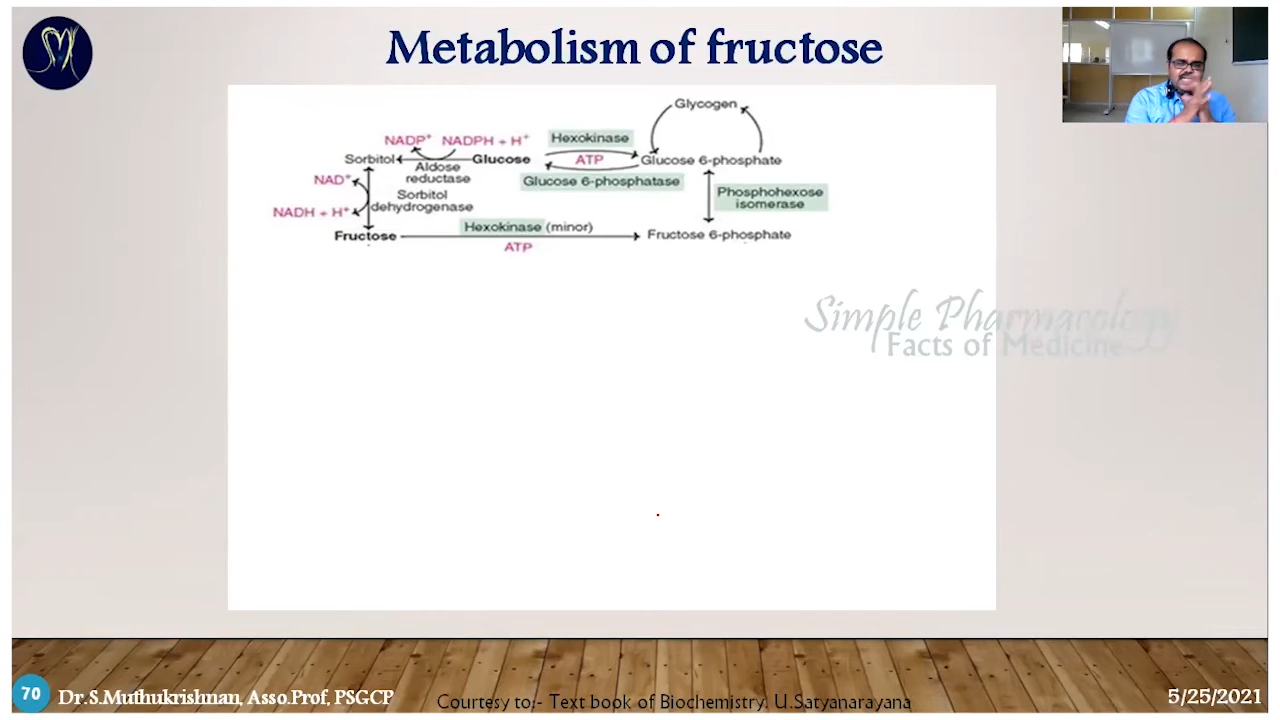 Metabolism of fructose
Glycogen
NADP+ NADPH + H+
Hexokinase
Sorbitol
Glucose
ATP
Glucose 6-phosphate
Aldose
reductase
Glucose 6-phosphatase
NAD+
Sorbitol
dehydrogenase
Phosphohexose
isomerase
NADH + H+
Hexokinase (minor)
Fructose
Fructose 6-phosphate
ATP
Simple Pharmacology
Facts of Medicine
70
Dr.S.Muthukrishnan, Asso.Prof, PSGCP
Courtesy to:- Text book of Biochemistry. U.Satyanarayana
5/25/2021